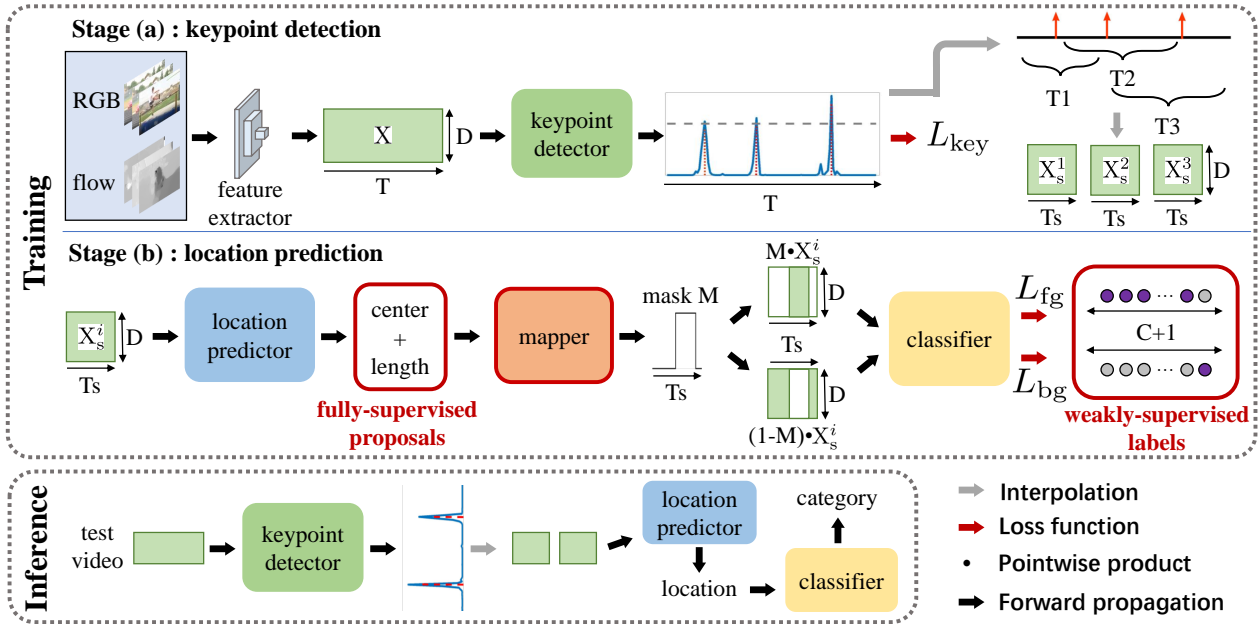 Training
Stage (a) : keypoint detection
RGB
flow
feature
extractor
X
D
T
keypoint
detector
T
L_key
T1
T2
T3
X_s^1
X_s^2
X_s^3
D
Ts
Ts
Ts
Stage (b) : location prediction
X_s^i
D
Ts
location
predictor
center
+
length
fully-supervised
proposals
mapper
mask M
Ts
M•X_s^i
D
Ts
D
(1-M)•X_s^i
classifier
L_fg
L_bg
...
C+1
...
weakly-supervised
labels
Inference
test
video
keypoint
detector
location
predictor
location
category
classifier
Interpolation
Loss function
• Pointwise product
Forward propagation